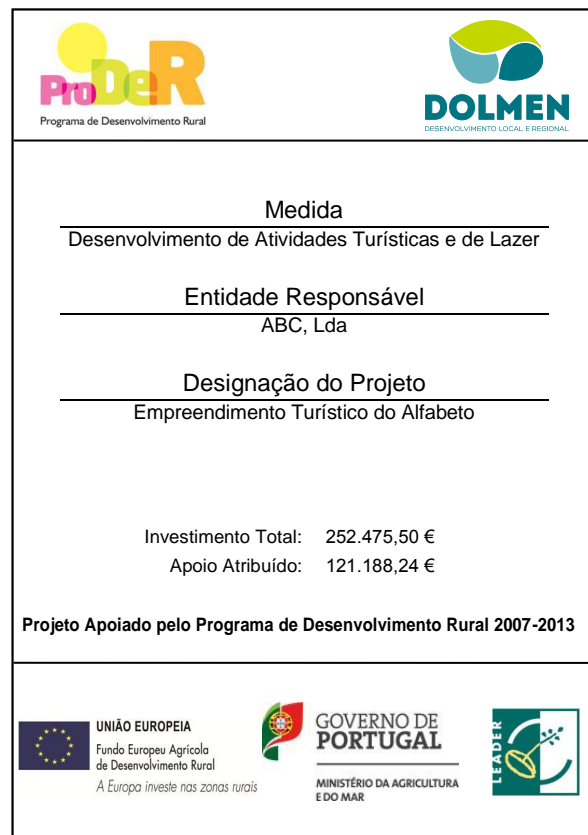 ProDeR
Programa de Desenvolvimento Rural
DOLMEN
DESENVOLVIMENTO LOCAL E REGIONAL
Medida
Desenvolvimento de Atividades Turísticas e de Lazer
Entidade Responsável
ABC, Lda
Designação do Projeto
Empreendimento Turístico do Alfabeto
Investimento Total: 252.475,50 €
Apoio Atribuído: 121.188,24 €
Projeto Apoiado pelo Programa de Desenvolvimento Rural 2007-2013
UNIÃO EUROPEIA
Fundo Europeu Agrícola
de Desenvolvimento Rural
A Europa investe nas zonas rurais
GOVERNO DE
PORTUGAL
MINISTÉRIO DA AGRICULTURA
E DO MAR
LEADER